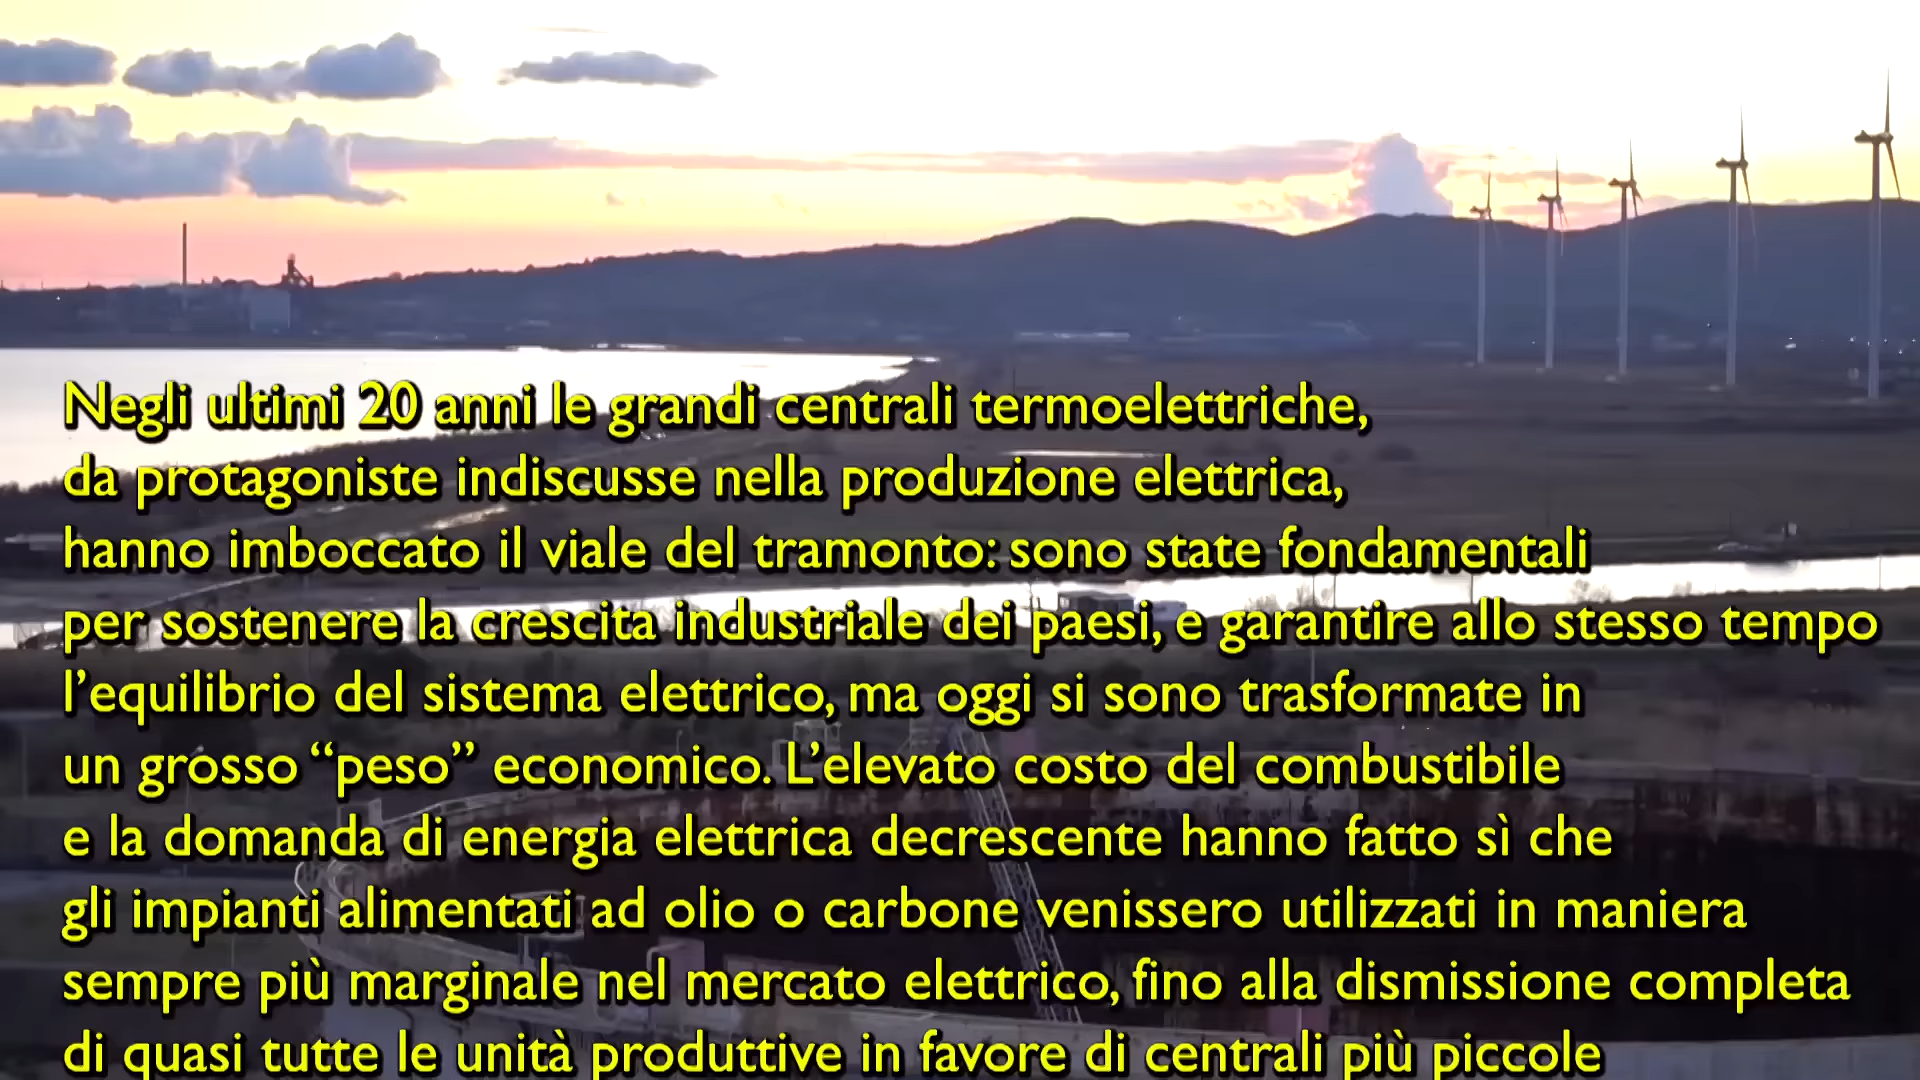 Negli ultimi 20 anni le grandi centrali termoelettriche,
da protagoniste indiscusse nella produzione elettrica,
hanno imboccato il viale del tramonto: sono state fondamentali
per sostenere la crescita industriale dei paesi, e garantire allo stesso tempo
l’equilibrio del sistema elettrico, ma oggi si sono trasformate in
un grosso “peso” economico. L’elevato costo del combustibile
e la domanda di energia elettrica decrescente hanno fatto sì che
gli impianti alimentati ad olio o carbone venissero utilizzati in maniera
sempre più marginale nel mercato elettrico, fino alla dismissione completa
di quasi tutte le unità produttive in favore di centrali più piccole